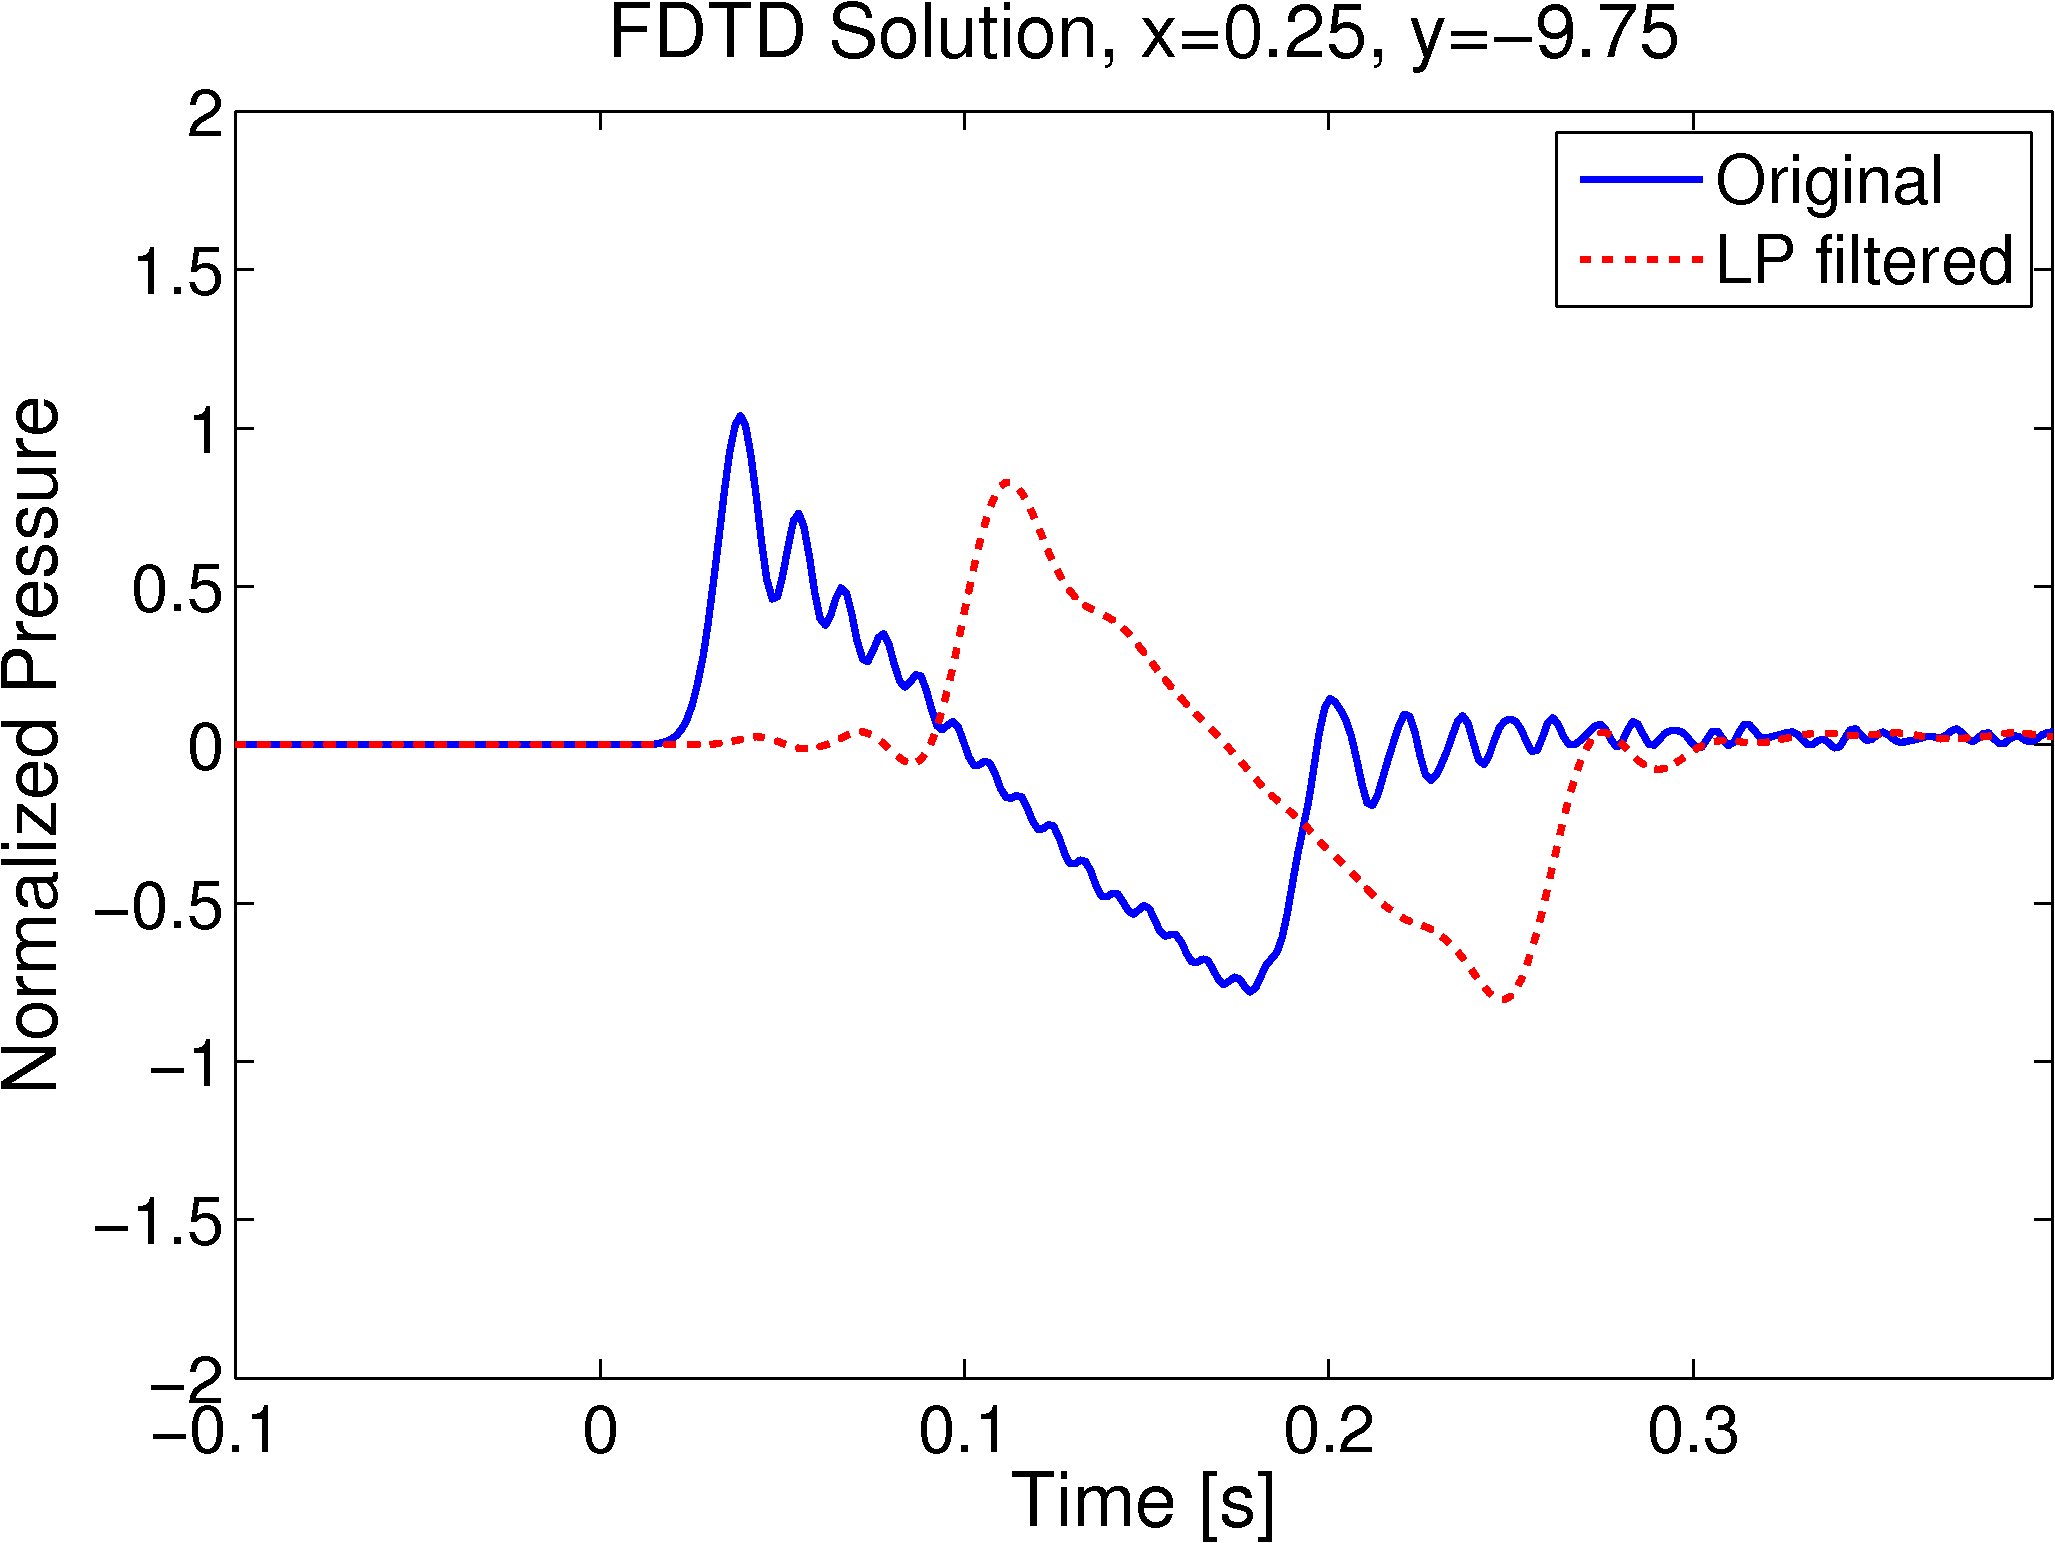 FDTD Solution, x=0.25, y=−9.75
2
1.5
1
0.5
0
−0.5
−1
−1.5
−2
Normalized Pressure
Original
LP filtered
−0.1 0 0.1 0.2 0.3
Time [s]